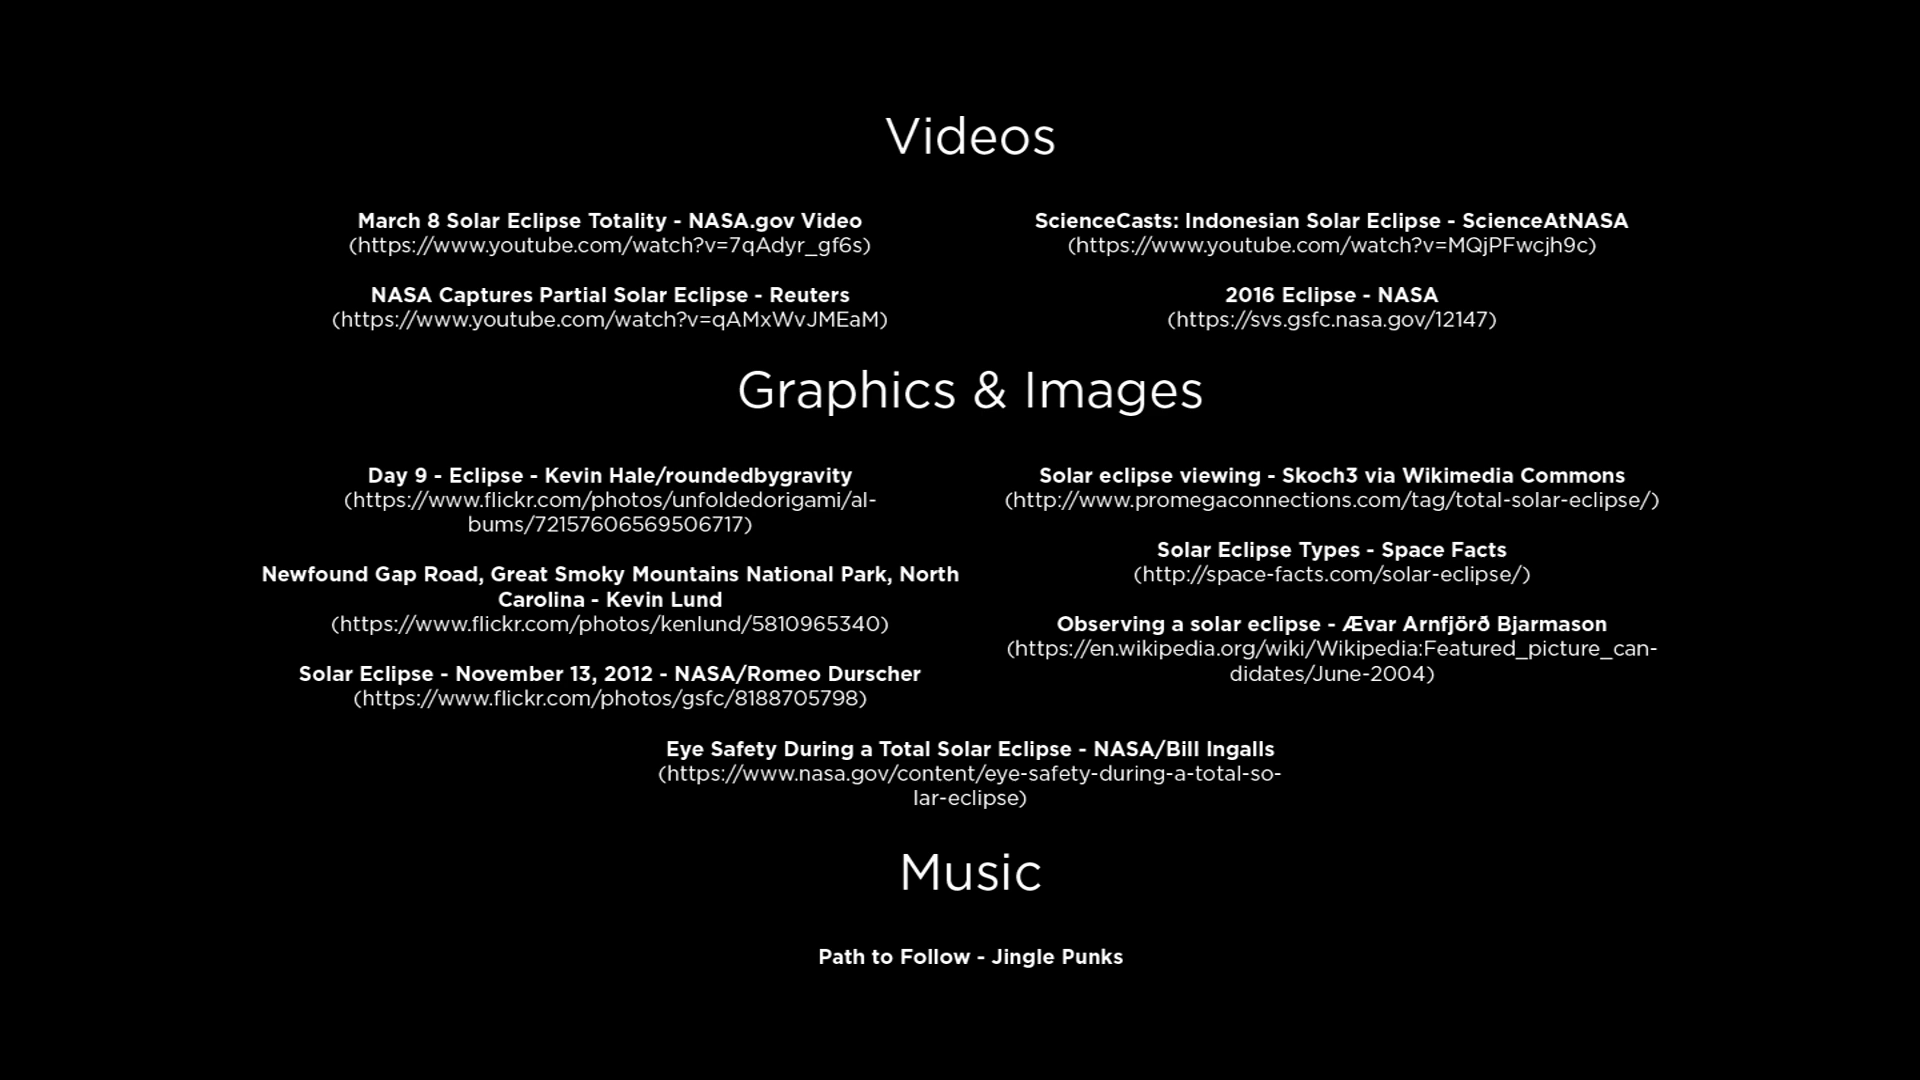 Videos
March 8 Solar Eclipse Totality - NASA.gov Video
(https://www.youtube.com/watch?v=7qAdyr_gf6s)
NASA Captures Partial Solar Eclipse - Reuters
(https://www.youtube.com/watch?v=qAMxWvJMEaM)
ScienceCasts: Indonesian Solar Eclipse - ScienceAtNASA
(https://www.youtube.com/watch?v=MQjPFwcjh9c)
2016 Eclipse - NASA
(https://svs.gsfc.nasa.gov/12147)
Graphics & Images
Day 9 - Eclipse - Kevin Hale/roundedbygravity
(https://www.flickr.com/photos/unfoldedorigami/al-
bums/72157606569506717)
Newfound Gap Road, Great Smoky Mountains National Park, North
Carolina - Kevin Lund
(https://www.flickr.com/photos/kenlund/5810965340)
Solar Eclipse - November 13, 2012 - NASA/Romeo Durscher
(https://www.flickr.com/photos/gsfc/8188705798)
Solar eclipse viewing - Skoch3 via Wikimedia Commons
(http://www.promegaconnections.com/tag/total-solar-eclipse/)
Solar Eclipse Types - Space Facts
(http://space-facts.com/solar-eclipse/)
Observing a solar eclipse - Ævar Arnfjörð Bjarmason
(https://en.wikipedia.org/wiki/Wikipedia:Featured_picture_can-
didates/June-2004)
Eye Safety During a Total Solar Eclipse - NASA/Bill Ingalls
(https://www.nasa.gov/content/eye-safety-during-a-total-so-
lar-eclipse)
Music
Path to Follow - Jingle Punks